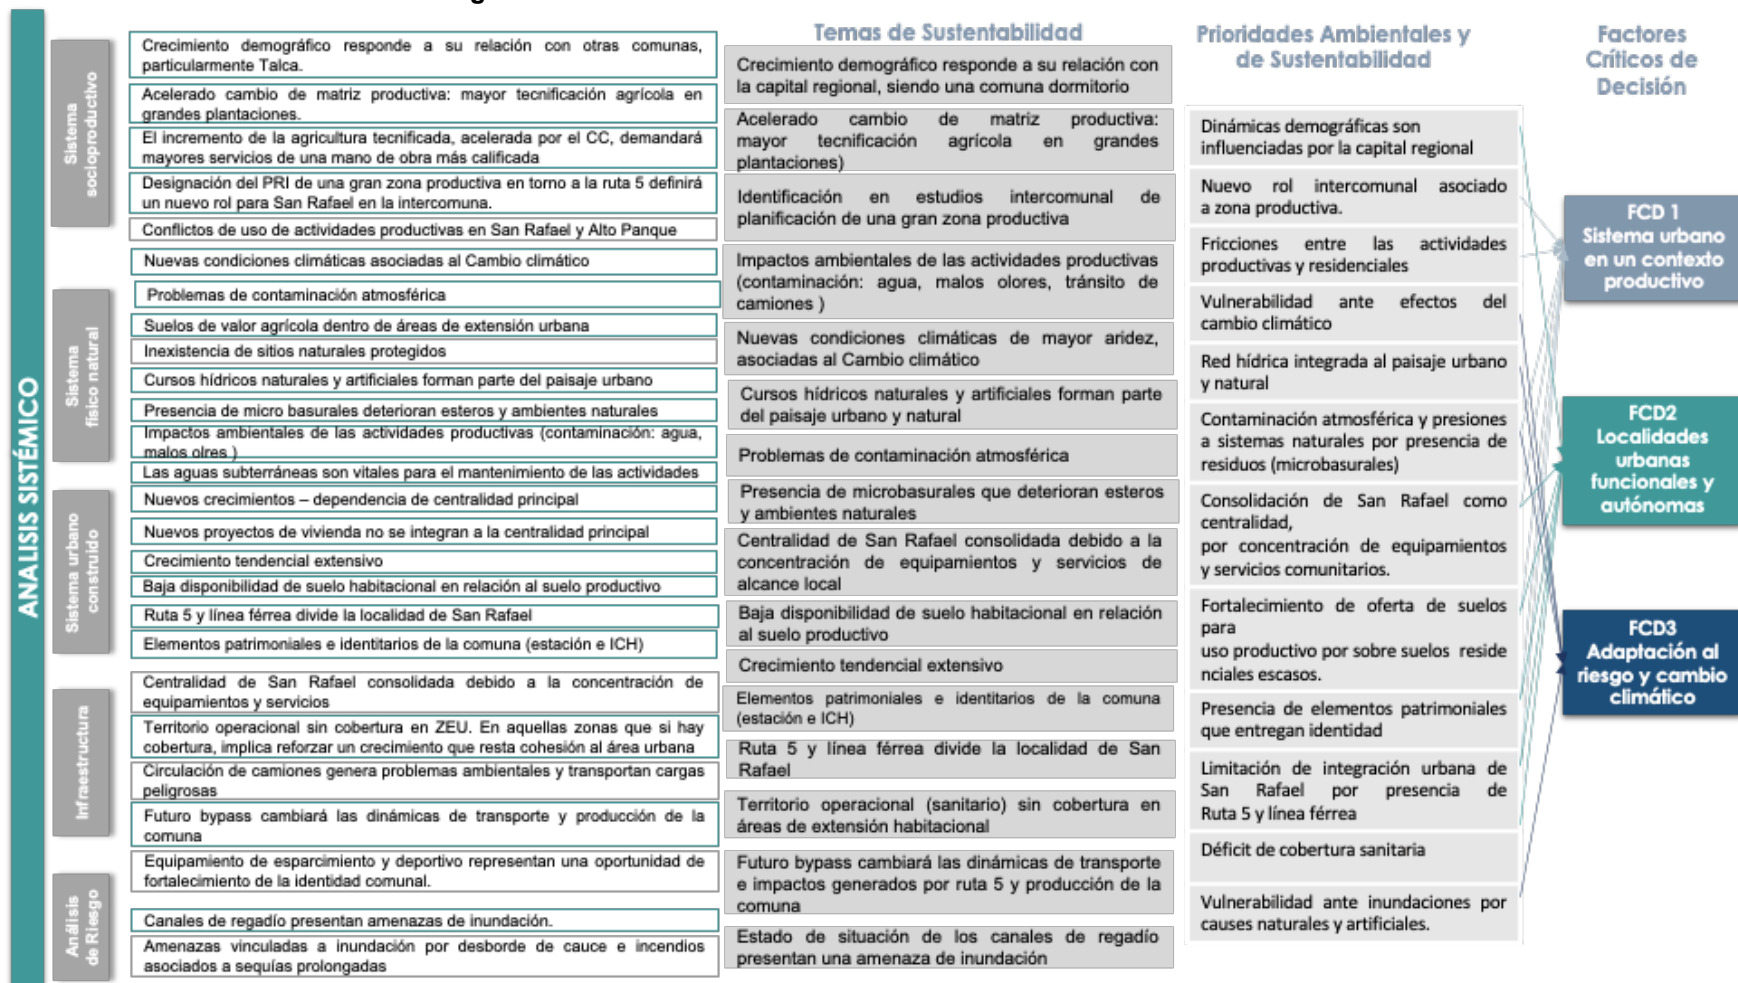 ANALISIS SISTÉMICO
Sistema
socioproductivo
Crecimiento demográfico responde a su relación con otras comunas,
particularmente Talca.
Acelerado cambio de matriz productiva: mayor tecnificación agrícola en
grandes plantaciones.
El incremento de la agricultura tecnificada, acelerada por el CC, demandará
mayores servicios de una mano de obra más calificada
Designación del PRI de una gran zona productiva en torno a la ruta 5 definirá
un nuevo rol para San Rafael en la intercomuna.
Conflictos de uso de actividades productivas en San Rafael y Alto Panque
Sistema
físico natural
Nuevas condiciones climáticas asociadas al Cambio climático
Problemas de contaminación atmosférica
Suelos de valor agrícola dentro de áreas de extensión urbana
Inexistencia de sitios naturales protegidos
Cursos hídricos naturales y artificiales forman parte del paisaje urbano
Presencia de micro basurales deterioran esteros y ambientes naturales
Impactos ambientales de las actividades productivas (contaminación: agua,
malos olres )
Las aguas subterráneas son vitales para el mantenimiento de las actividades
Sistema urbano
construido
Nuevos crecimientos – dependencia de centralidad principal
Nuevos proyectos de vivienda no se integran a la centralidad principal
Crecimiento tendencial extensivo
Baja disponibilidad de suelo habitacional en relación al suelo productivo
Ruta 5 y línea férrea divide la localidad de San Rafael
Elementos patrimoniales e identitarios de la comuna (estación e ICH)
Infraestructura
Centralidad de San Rafael consolidada debido a la concentración de
equipamientos y servicios
Territorio operacional sin cobertura en ZEU. En aquellas zonas que si hay
cobertura, implica reforzar un crecimiento que resta cohesión al área urbana
Circulación de camiones genera problemas ambientales y transportan cargas
peligrosas
Futuro bypass cambiará las dinámicas de transporte y producción de la
comuna
Equipamiento de esparcimiento y deportivo representan una oportunidad de
fortalecimiento de la identidad comunal.
Análisis
de Riesgo
Canales de regadío presentan amenazas de inundación.
Amenazas vinculadas a inundación por desborde de cauce e incendios
asociados a sequías prolongadas
Temas de Sustentabilidad
Crecimiento demográfico responde a su relación con
la capital regional, siendo una comuna dormitorio
Acelerado cambio de matriz productiva:
mayor tecnificación agrícola en grandes
plantaciones)
Identificación en estudios intercomunal de
planificación de una gran zona productiva
Impactos ambientales de las actividades productivas
(contaminación: agua, malos olores, tránsito de
camiones )
Nuevas condiciones climáticas de mayor aridez,
asociadas al Cambio climático
Cursos hídricos naturales y artificiales forman parte
del paisaje urbano y natural
Problemas de contaminación atmosférica
Presencia de microbasurales que deterioran esteros
y ambientes naturales
Centralidad de San Rafael consolidada debido a la
concentración de equipamientos y servicios de
alcance local
Baja disponibilidad de suelo habitacional en relación
al suelo productivo
Crecimiento tendencial extensivo
Elementos patrimoniales e identitarios de la comuna
(estación e ICH)
Ruta 5 y línea férrea divide la localidad de San
Rafael
Territorio operacional (sanitario) sin cobertura en
áreas de extensión habitacional
Futuro bypass cambiará las dinámicas de transporte
e impactos generados por ruta 5 y producción de la
comuna
Estado de situación de los canales de regadío
presentan una amenaza de inundación
Prioridades Ambientales y
de Sustentabilidad
Dinámicas demográficas son
influenciadas por la capital regional
Nuevo rol intercomunal asociado
a zona productiva.
Fricciones entre las actividades
productivas y residenciales
Vulnerabilidad ante efectos del
cambio climático
Red hídrica integrada al paisaje urbano
y natural
Contaminación atmosférica y presiones
a sistemas naturales por presencia de
residuos (microbasurales)
Consolidación de San Rafael como
centralidad,
por concentración de equipamientos
y servicios comunitarios.
Fortalecimiento de oferta de suelos
para
uso productivo por sobre suelos reside
nciales escasos.
Presencia de elementos patrimoniales
que entregan identidad
Limitación de integración urbana de
San Rafael por presencia de
Ruta 5 y línea férrea
Déficit de cobertura sanitaria
Vulnerabilidad ante inundaciones por
causes naturales y artificiales.
Factores
Críticos de
Decisión
FCD 1
Sistema urbano
en un contexto
productivo
FCD2
Localidades
urbanas
funcionales y
autónomas
FCD3
Adaptación al
riesgo y cambio
climático